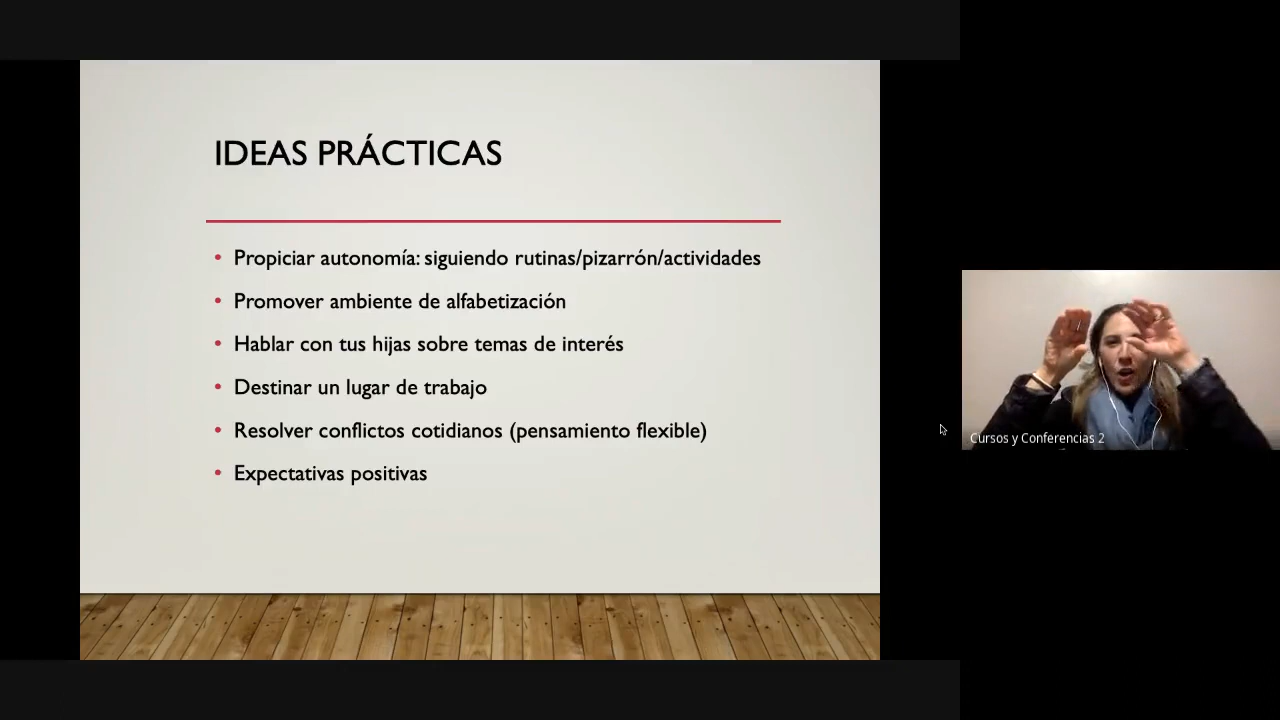 IDEAS PRÁCTICAS
• Propiciar autonomía: siguiendo rutinas/pizarrón/actividades
• Promover ambiente de alfabetización
• Hablar con tus hijas sobre temas de interés
• Destinar un lugar de trabajo
• Resolver conflictos cotidianos (pensamiento flexible)
• Expectativas positivas
Cursos y Conferencias 2